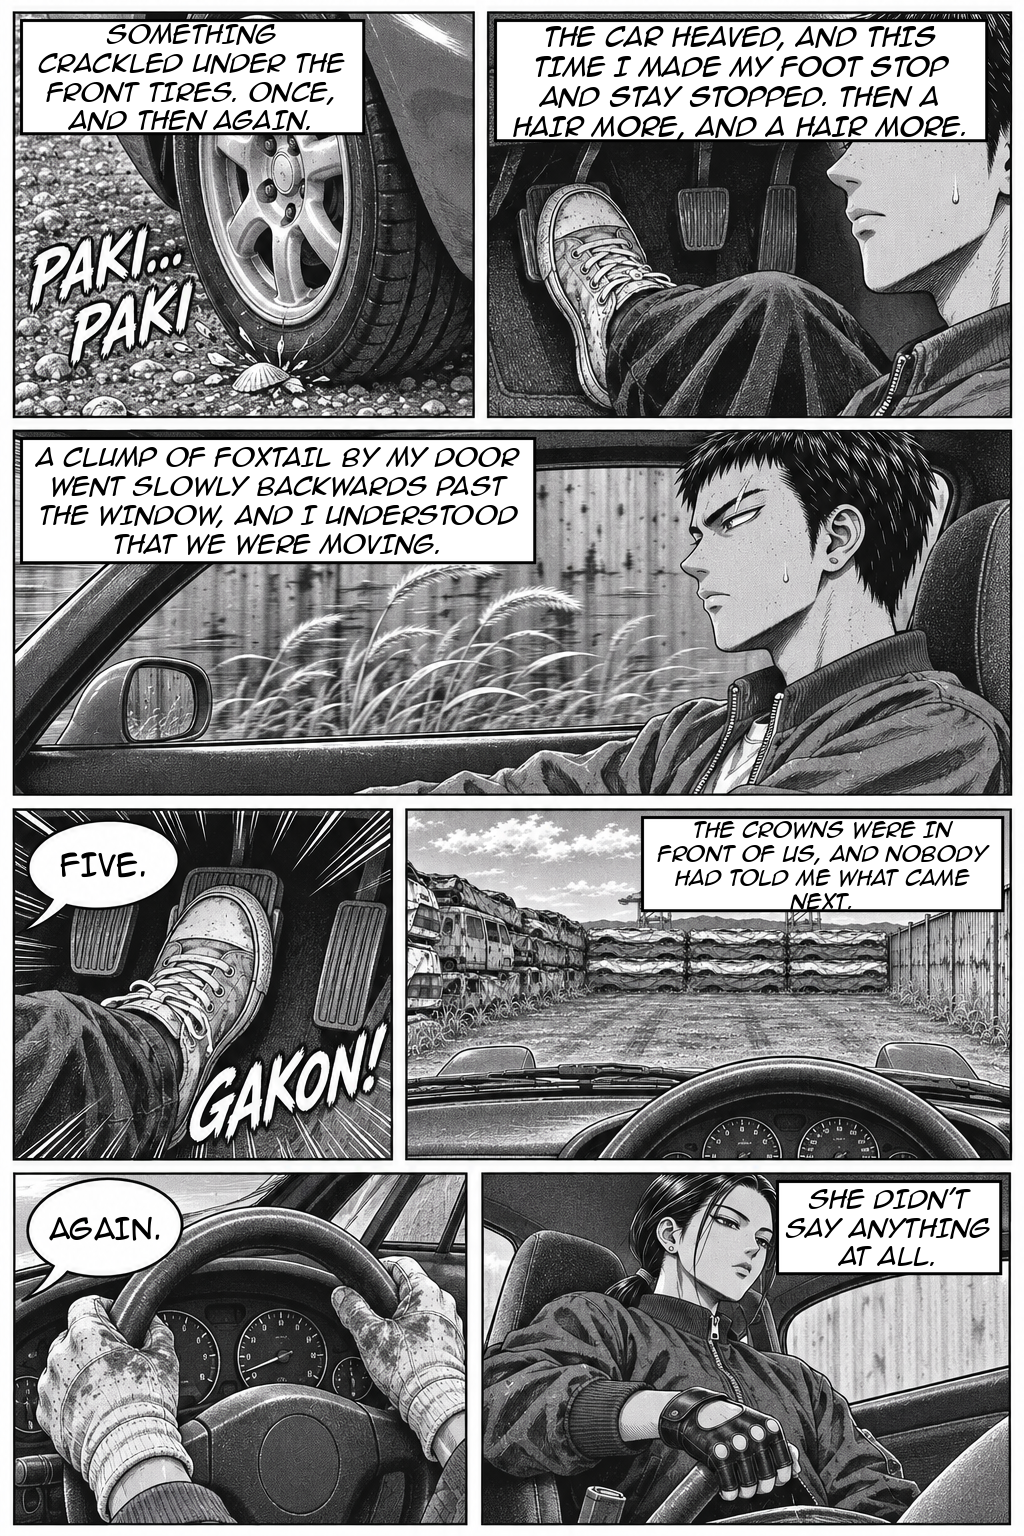 SOMETHING
CRACKLED UNDER THE
FRONT TIRES. ONCE,
AND THEN AGAIN.
PAKI...
PAKI
THE CAR HEAVED, AND THIS
TIME I MADE MY FOOT STOP
AND STAY STOPPED. THEN A
HAIR MORE, AND A HAIR MORE.
A CLUMP OF FOXTAIL BY MY DOOR
WENT SLOWLY BACKWARDS PAST
THE WINDOW, AND I UNDERSTOOD
THAT WE WERE MOVING.
FIVE.
GAKON!
THE CROWNS WERE IN
FRONT OF US, AND NOBODY
HAD TOLD ME WHAT CAME
NEXT.
AGAIN.
SHE DIDN'T
SAY ANYTHING
AT ALL.